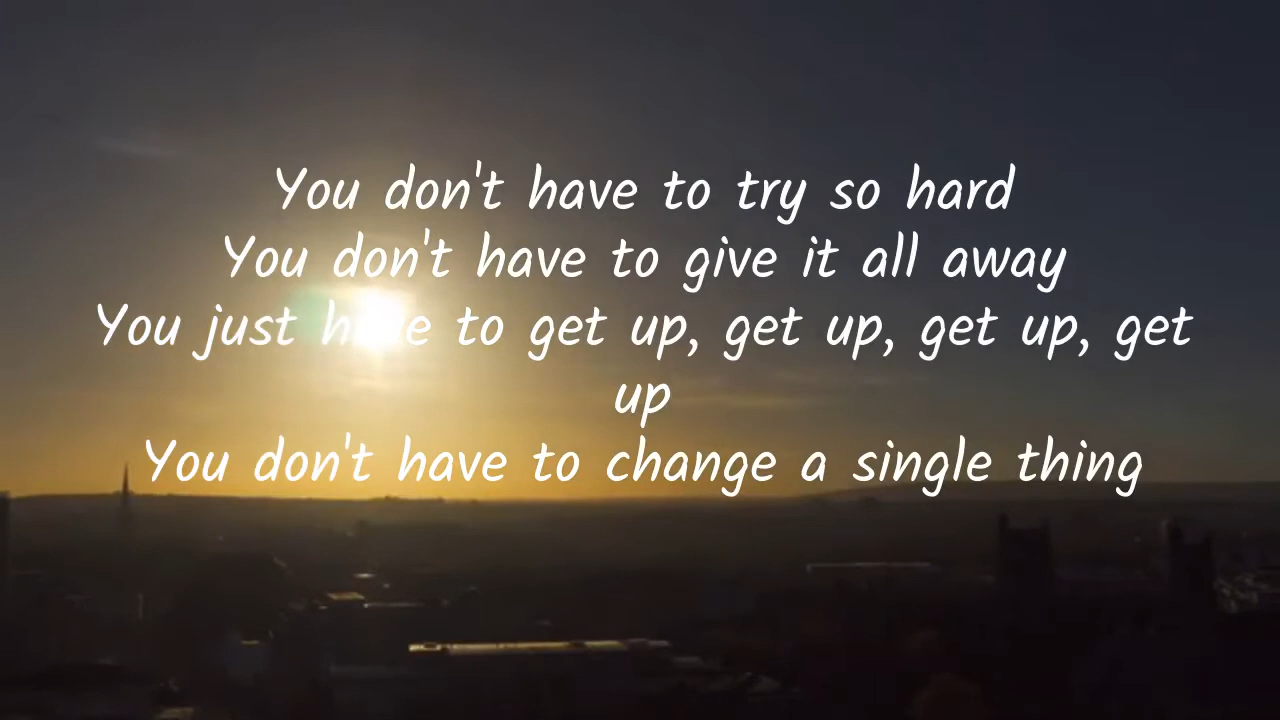 You don't have to try so hard
You don't have to give it all away
You just have to get up, get up, get up, get
up
You don't have to change a single thing